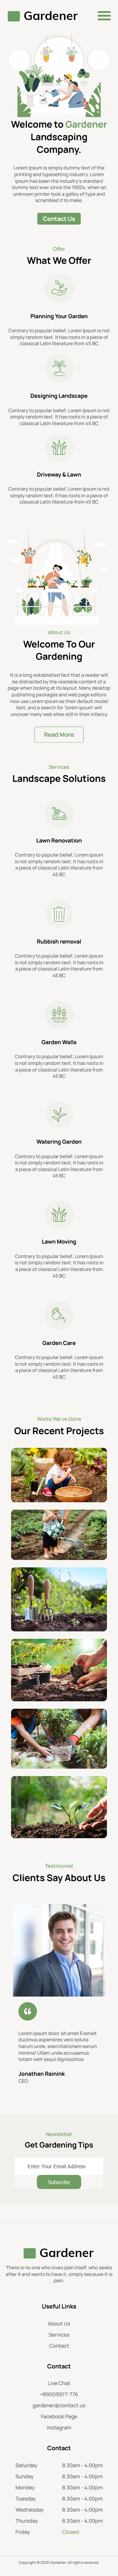 Gardener
Welcome to Gardener
Landscaping
Company.
Lorem Ipsum is simply dummy text of the
printing and typesetting industry. Lorem
Ipsum has been the industry's standard
dummy text ever since the 1500s, when an
unknown printer took a galley of type and
scrambled it to make.
Contact Us
Offer
What We Offer
Planning Your Garden
Contrary to popular belief, Lorem Ipsum is not
simply random text. It has roots in a piece of
classical Latin literature from 45 BC
Designing Landscape
Contrary to popular belief, Lorem Ipsum is not
simply random text. It has roots in a piece of
classical Latin literature from 45 BC
Driveway & Lawn
Contrary to popular belief, Lorem Ipsum is not
simply random text. It has roots in a piece of
classical Latin literature from 45 BC
About Us
Welcome To Our
Gardening
It is a long established fact that a reader will
be distracted by the readable content of a
page when looking at its layout. Many desktop
publishing packages and web page editors
now use Lorem Ipsum as their default model
text, and a search for 'lorem ipsum' will
uncover many web sites still in their infancy
Read More
Services
Landscape Solutions
Lawn Renovation
Contrary to popular belief, Lorem Ipsum
is not simply random text. It has roots in
a piece of classical Latin literature from
45 BC
Rubbish removal
Contrary to popular belief, Lorem Ipsum
is not simply random text. It has roots in
a piece of classical Latin literature from
45 BC
Garden Walls
Contrary to popular belief, Lorem Ipsum
is not simply random text. It has roots in
a piece of classical Latin literature from
45 BC
Watering Garden
Contrary to popular belief, Lorem Ipsum
is not simply random text. It has roots in
a piece of classical Latin literature from
45 BC
Lawn Moving
Contrary to popular belief, Lorem Ipsum
is not simply random text. It has roots in
a piece of classical Latin literature from
45 BC
Garden Care
Contrary to popular belief, Lorem Ipsum
is not simply random text. It has roots in
a piece of classical Latin literature from
45 BC
Works We've Done
Our Recent Projects
Testimonial
Clients Say About Us
Lorem ipsum dolor sit amet Eveniet
ducimus asperiores vero soluta
harum unde, exercitationem earum
minima! Ullam unde accusamus
totam velit sequi dignissimos.
Jonathan Rainink
CEO
Newsletter
Get Gardening Tips
Enter Your Email Address
Subscribe
Gardener
There is no one who loves pain itself, who seeks
after it and wants to have it, simply because it is
pain
Useful Links
About Us
Services
Contact
Contact
Live Chat
+89009977-776
gardener@contact.us
Facebook Page
Instagram
Contact
Saturday 8.30am - 4.00pm
Sunday 8.30am - 4.00pm
Monday 8.30am - 4.00pm
Tuesday 8.30am - 4.00pm
Wednesday 8.30am - 4.00pm
Thursday 8.30am - 4.00pm
Friday Closed
Copyright © 2020 Gardener. All rights reserved.